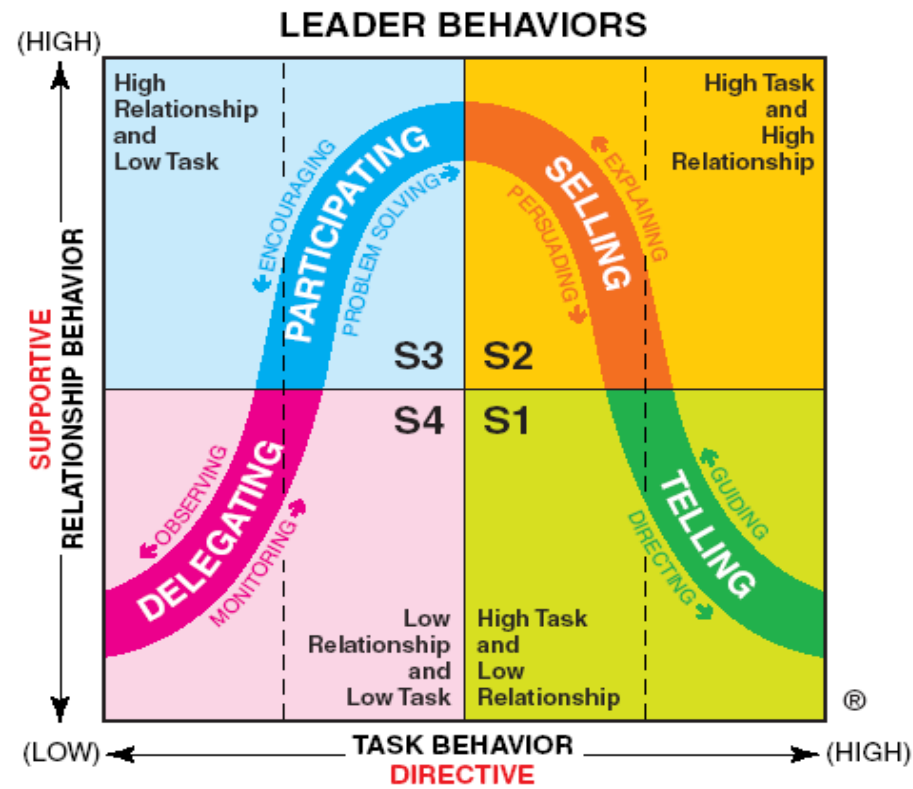 LEADER BEHAVIORS
(HIGH)
High
Relationship
and
Low Task
High Task
and
High
Relationship
ENCOURAGING
PARTICIPATING
PROBLEM SOLVING
SELLING
EXPLAINING
PERSUADING
SUPPORTIVE
RELATIONSHIP BEHAVIOR
S3
S2
S4
S1
OBSERVING
DELEGATING
MONITORING
GUIDING
TELLING
DIRECTING
Low
Relationship
and
Low Task
High Task
and
Low
Relationship
®
(LOW)
TASK BEHAVIOR
(HIGH)
DIRECTIVE